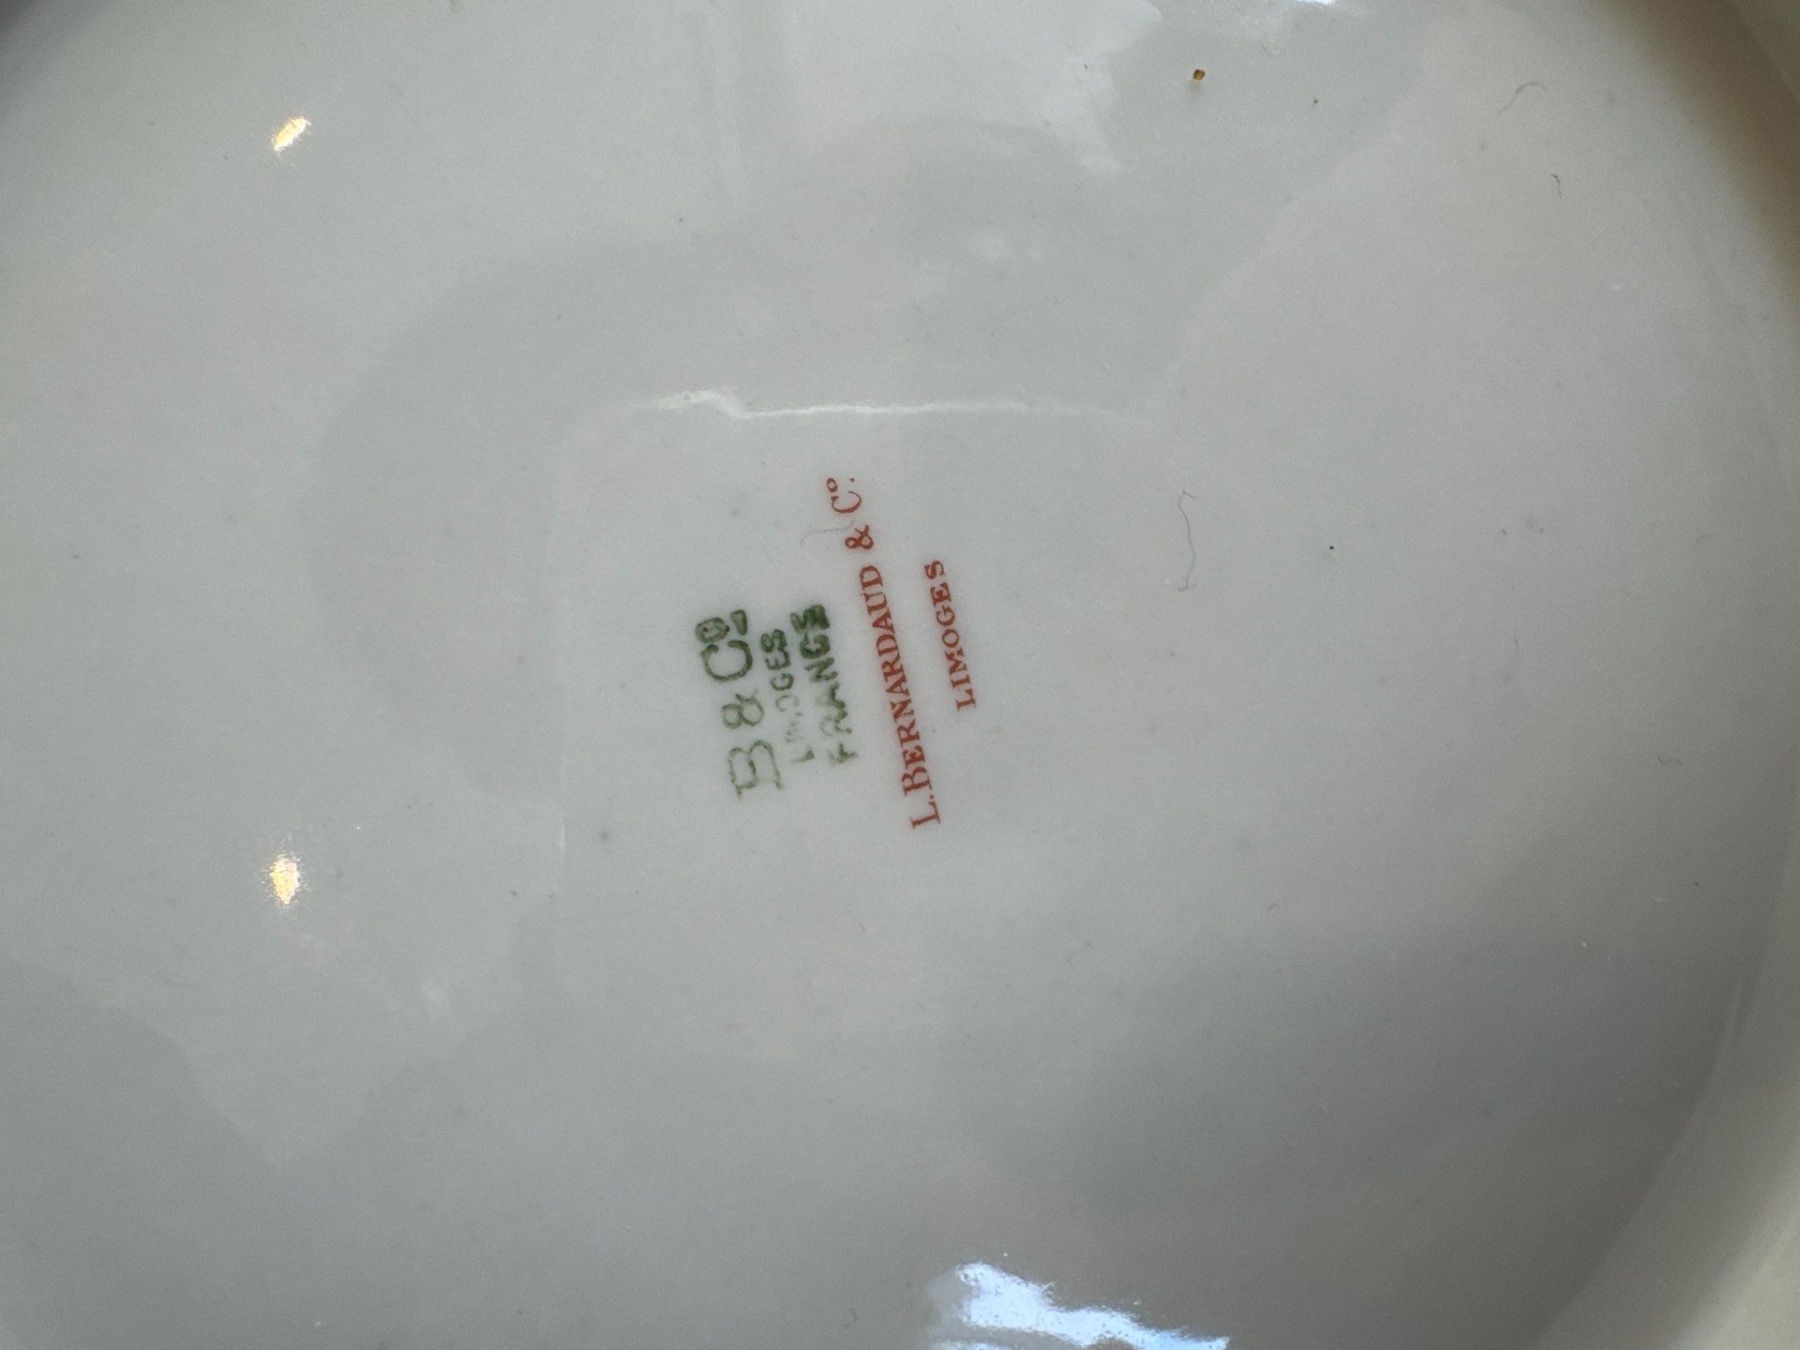 B & Co
LIMOGES
FRANCE
L. BERNARDAUD & Co.
LIMOGES